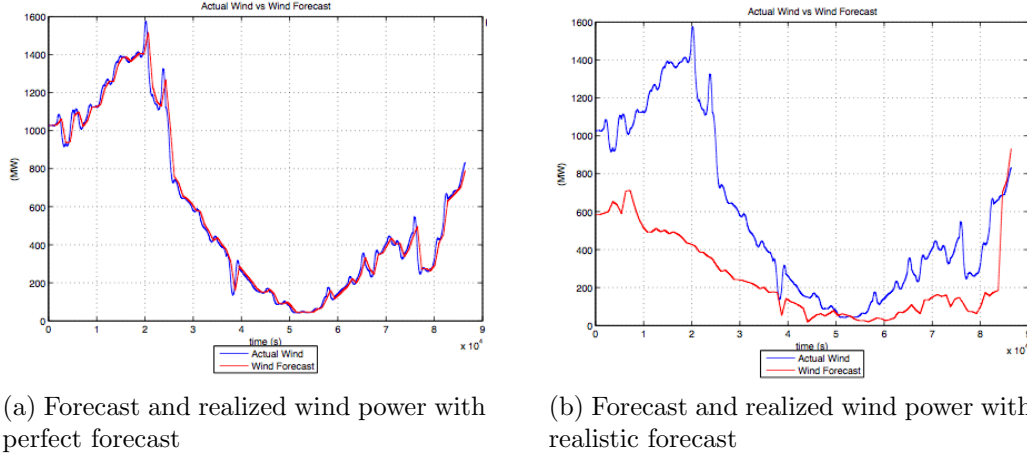 Actual Wind vs Wind Forecast
1600
1400
1200
1000
800
600
400
200
0
(MW)
0 1 2 3 4 5 6 7 8 9
time (s)
x 10⁴
Actual Wind
Wind Forecast
(a) Forecast and realized wind power with
perfect forecast
Actual Wind vs Wind Forecast
1600
1400
1200
1000
800
600
400
200
0
(MW)
0 1 2 3 4 5 6 7 8 9
time (s)
x 10⁴
Actual Wind
Wind Forecast
(b) Forecast and realized wind power with
realistic forecast